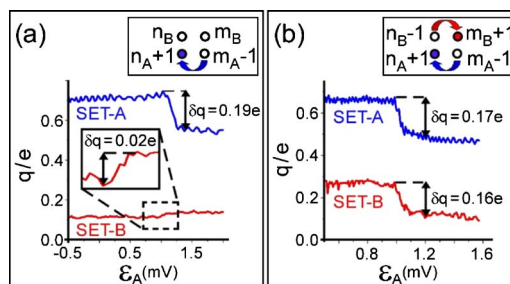 (a)
n_B m_B
n_A+1 m_A-1
0.6
0.4
0.2
0.0
q/e
SET-A
δq = 0.19e
δq = 0.02e
SET-B
-0.5 0.5 1.5
ε_A(mV)
(b)
n_B-1 m_B+1
n_A+1 m_A-1
0.6
0.4
0.2
0.0
q/e
SET-A
δq = 0.17e
SET-B
δq = 0.16e
0.6 1.2 1.6
ε_A(mV)